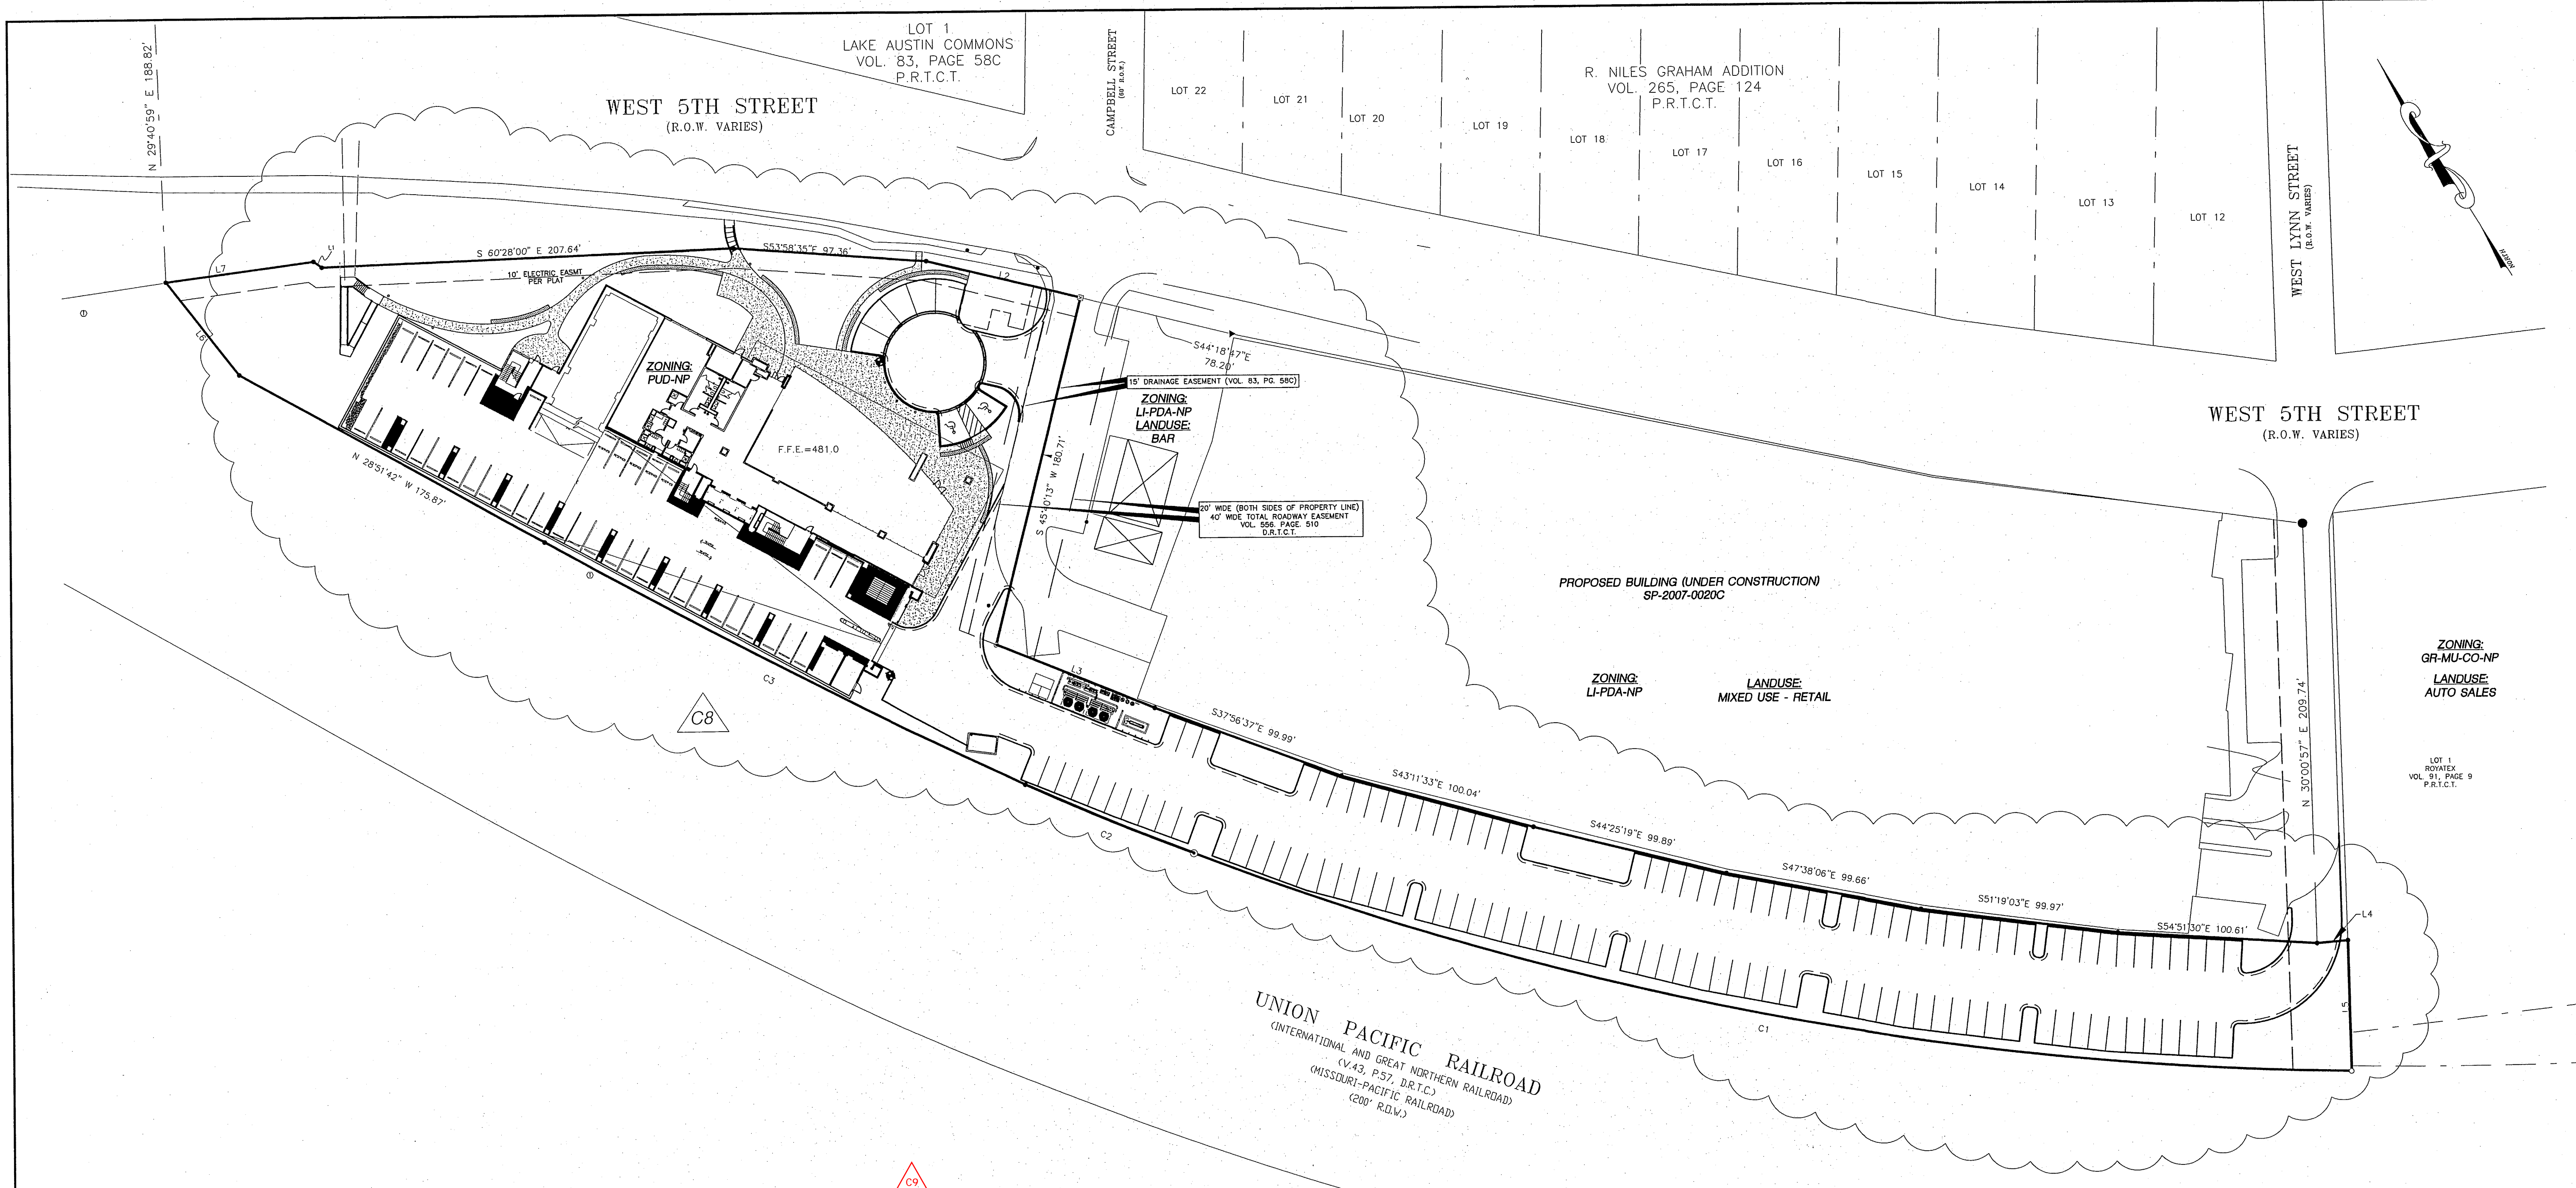 LOT 1
LAKE AUSTIN COMMONS
VOL. 83, PAGE 58C
P.R.T.C.T.
N 29°40'59" E 188.82'
WEST 5TH STREET
(R.O.W. VARIES)
CAMPBELL STREET
(60' R.O.W.)
R. NILES GRAHAM ADDITION
VOL. 265, PAGE 124
P.R.T.C.T.
LOT 22
LOT 21
LOT 20
LOT 19
LOT 18
LOT 17
LOT 16
LOT 15
LOT 14
LOT 13
LOT 12
WEST LYNN STREET
(R.O.W. VARIES)
NORTH
L7
L1
S 60°28'00" E 207.64'
S53°58'35"E 97.36'
L2
10' ELECTRIC EASMT
PER PLAT
L6
ZONING:
PUD-NP
F.F.E.=481.0
N 28°51'42" W 175.87'
S 45°40'13" W 180.71'
S44°18'47"E
78.20'
15' DRAINAGE EASEMENT (VOL. 83, PG. 58C)
ZONING:
LI-PDA-NP
LANDUSE:
BAR
20' WIDE (BOTH SIDES OF PROPERTY LINE)
40' WIDE TOTAL ROADWAY EASEMENT
VOL. 556. PAGE. 510
D.R.T.C.T.
WEST 5TH STREET
(R.O.W. VARIES)
PROPOSED BUILDING (UNDER CONSTRUCTION)
SP-2007-0020C
ZONING:
LI-PDA-NP
LANDUSE:
MIXED USE - RETAIL
ZONING:
GR-MU-CO-NP
LANDUSE:
AUTO SALES
N 30°00'57" E 209.74'
LOT 1
ROYATEX
VOL. 91, PAGE 9
P.R.T.C.T.
L3
C3
C8
S37°56'37"E 99.99'
S43°11'33"E 100.04'
S44°25'19"E 99.89'
S47°38'06"E 99.66'
S51°19'03"E 99.97'
S54°51'30"E 100.61'
L4
L5
C2
C1
UNION PACIFIC RAILROAD
(INTERNATIONAL AND GREAT NORTHERN RAILROAD)
(V.43, P.57, D.R.T.C.)
(MISSOURI-PACIFIC RAILROAD)
(200' R.O.W.)
C9